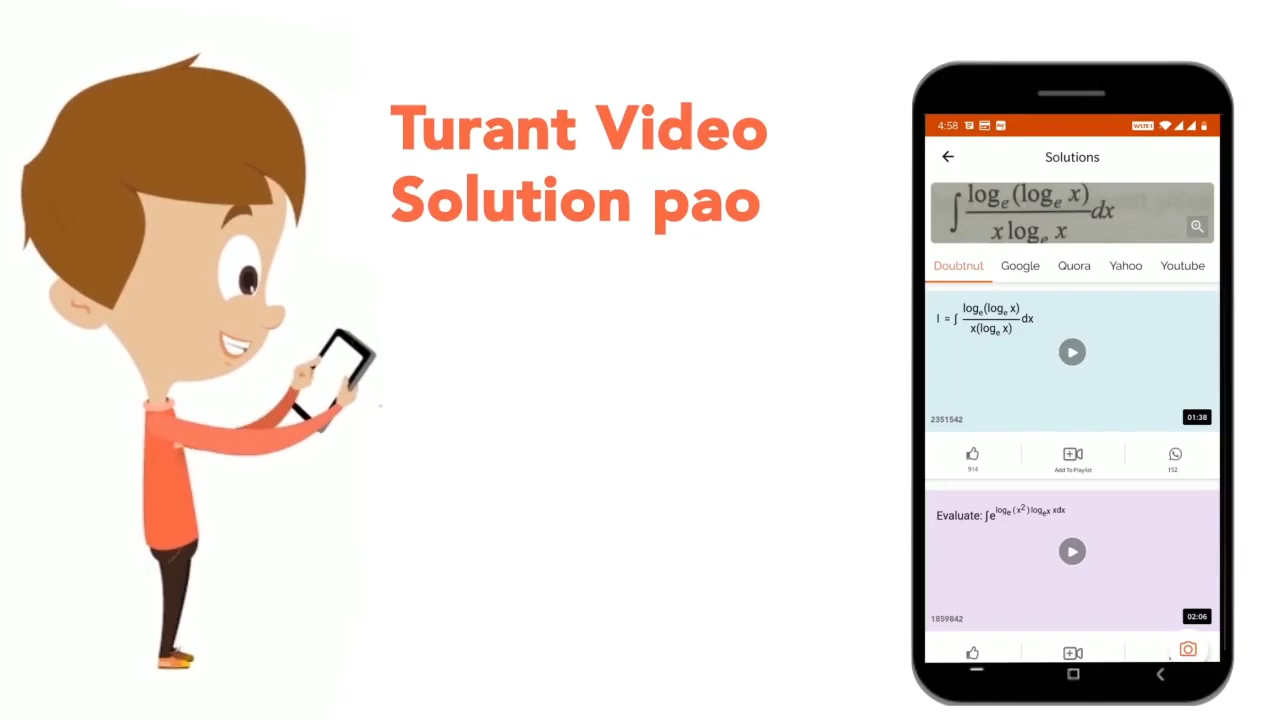 Turant Video
Solution pao
4:58
Solutions
∫ logₑ(logₑ x) / x logₑ x dx
Doubtnut Google Quora Yahoo Youtube
I = ∫ logₑ(logₑ x) / x(logₑ x) dx
2351542 01:38
914 Add To Playlist 152
Evaluate: ∫e^logₑ(x²)logₑx xdx
1859842 02:06